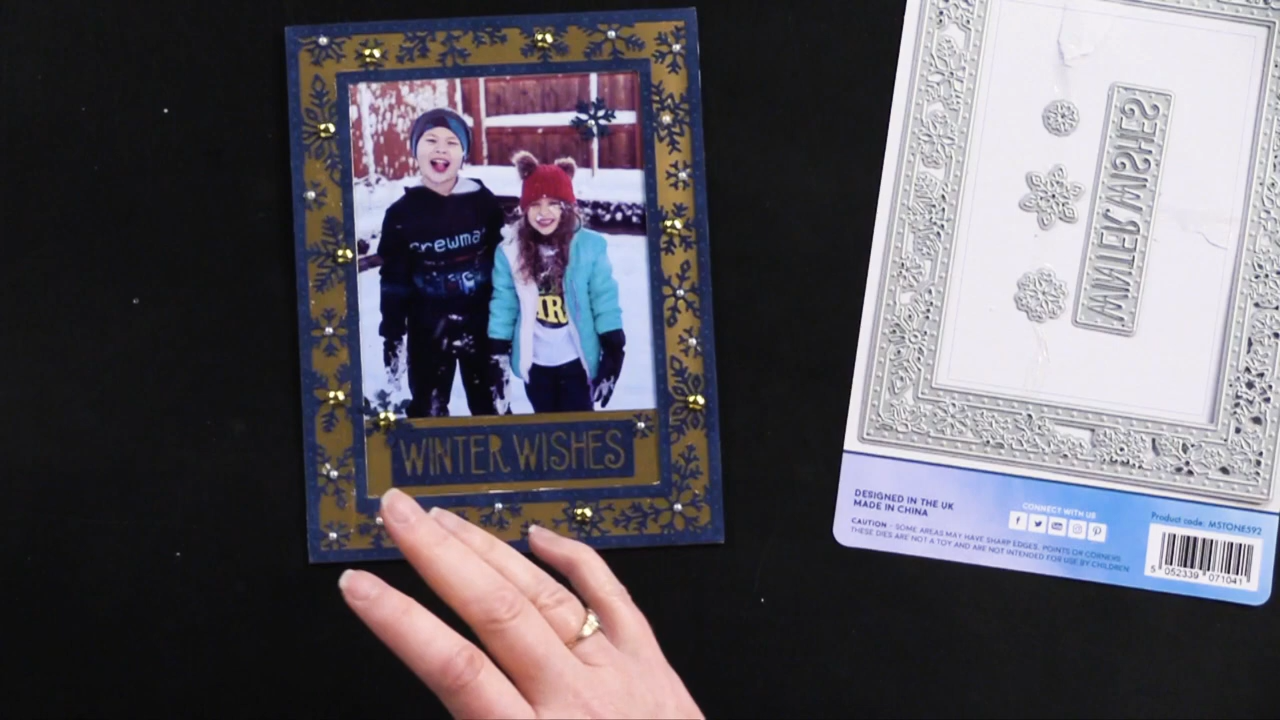 crewma
WINTER WISHES
WINTER WISHES
DESIGNED IN THE UK
MADE IN CHINA
CAUTION - SOME AREAS MAY HAVE SHARP EDGES, POINTS OR CORNERS.
THESE DIES ARE NOT A TOY AND ARE NOT INTENDED FOR USE BY CHILDREN.
CONNECT WITH US
Product code: MSTONE592
5 052339 071041